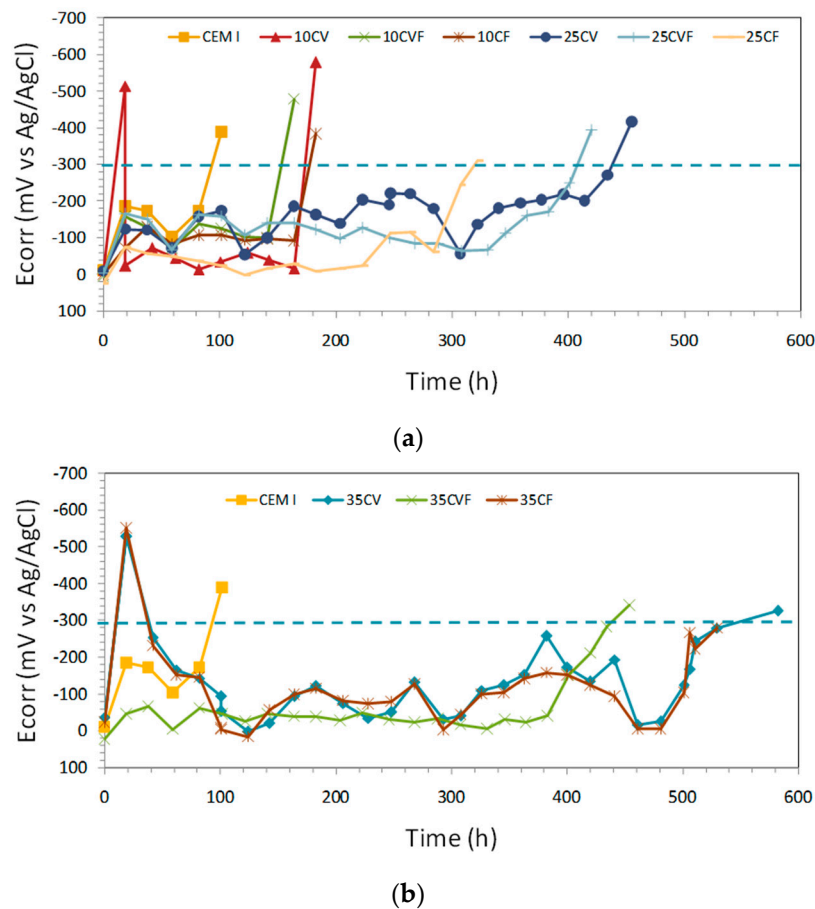 -700
-600
-500
-400
-300
-200
-100
0
100
Ecorr (mV vs Ag/AgCl)
CEM I 10CV 10CVF 10CF 25CV 25CVF 25CF
0 100 200 300 400 500 600
Time (h)
(a)
-700
-600
-500
-400
-300
-200
-100
0
100
Ecorr (mV vs Ag/AgCl)
CEM I 35CV 35CVF 35CF
0 100 200 300 400 500 600
Time (h)
(b)